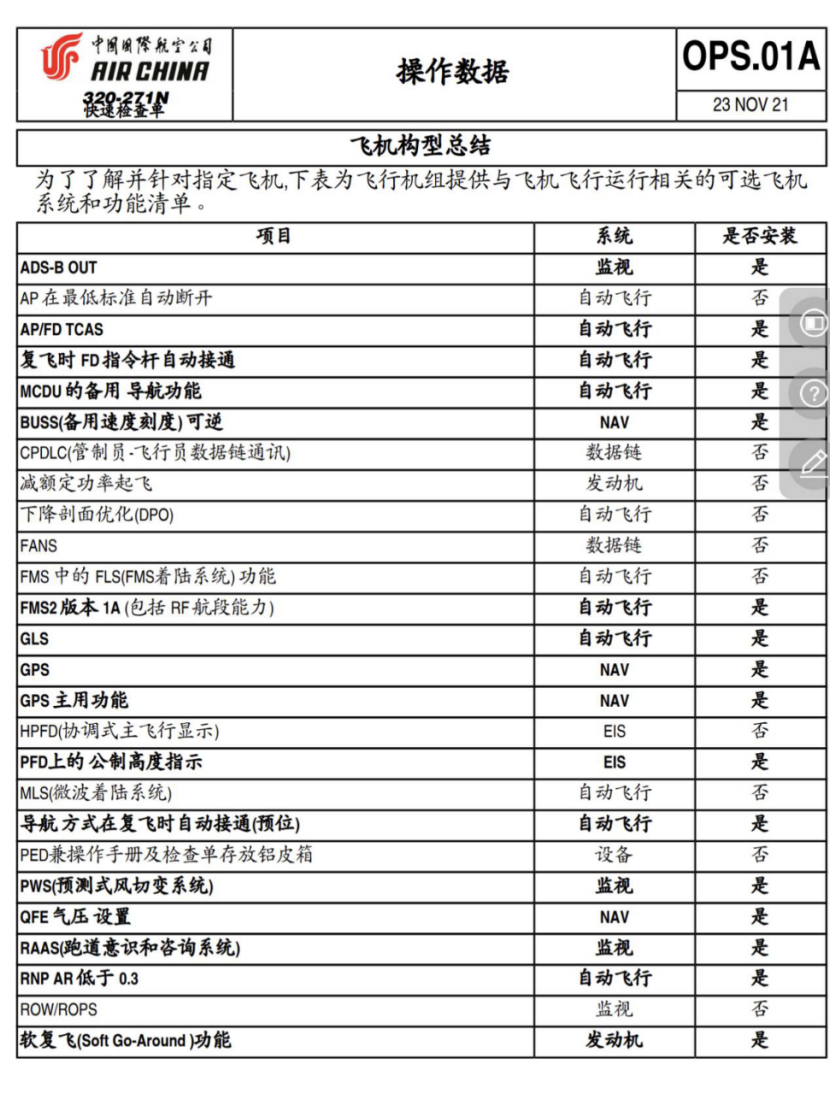 中国国际航空公司
AIR CHINA
320-271N
快速检查单
操作数据
OPS.01A
23 NOV 21
飞机构型总结
为了了解并针对指定飞机,下表为飞行机组提供与飞机飞行运行相关的可选飞机
系统和功能清单。
项目 系统 是否安装
ADS-B OUT 监视 是
AP 在最低标准自动断开 自动飞行 否
AP/FD TCAS 自动飞行 是
复飞时 FD 指令杆自动接通 自动飞行 是
MCDU 的备用 导航功能 自动飞行 是
BUSS(备用速度刻度) 可逆 NAV 是
CPDLC(管制员-飞行员数据链通讯) 数据链 否
减额定功率起飞 发动机 否
下降剖面优化(DPO) 自动飞行 否
FANS 数据链 否
FMS 中的 FLS(FMS着陆系统) 功能 自动飞行 否
FMS2 版本 1A (包括 RF 航段能力) 自动飞行 是
GLS 自动飞行 是
GPS NAV 是
GPS 主用功能 NAV 是
HPFD(协调式主飞行显示) EIS 否
PFD上的 公制高度指示 EIS 是
MLS(微波着陆系统) 自动飞行 否
导航 方式在复飞时自动接通(预位) 自动飞行 是
PED兼操作手册及检查单存放铝皮箱 设备 否
PWS(预测式风切变系统) 监视 是
QFE 气压 设置 NAV 是
RAAS(跑道意识和咨询系统) 监视 是
RNP AR 低于 0.3 自动飞行 是
ROW/ROPS 监视 否
软复飞(Soft Go-Around )功能 发动机 是